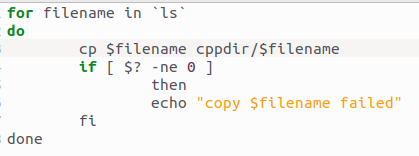 for filename in `ls`
do
        cp $filename cppdir/$filename
        if [ $? -ne 0 ]
                then
                echo "copy $filename failed"
        fi
done